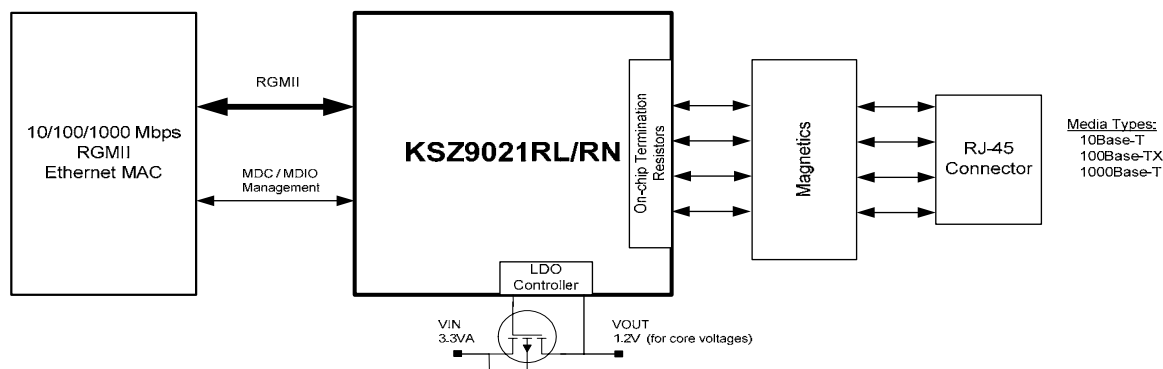 10/100/1000 Mbps
RGMII
Ethernet MAC
RGMII
MDC / MDIO
Management
KSZ9021RL/RN
On-chip Termination
Resistors
LDO
Controller
VIN
3.3VA
VOUT
1.2V (for core voltages)
Magnetics
RJ-45
Connector
Media Types:
10Base-T
100Base-TX
1000Base-T